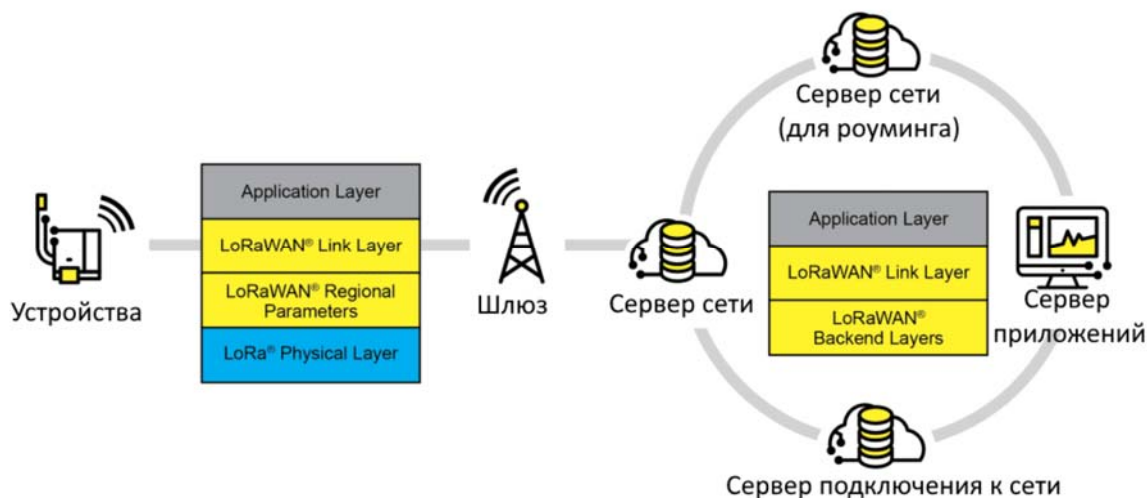 Устройства
Application Layer
LoRaWAN® Link Layer
LoRaWAN® Regional
Parameters
LoRa® Physical Layer
Шлюз
Сервер сети
Сервер сети
(для роуминга)
Application Layer
LoRaWAN® Link Layer
LoRaWAN®
Backend Layers
Сервер
приложений
Сервер подключения к сети